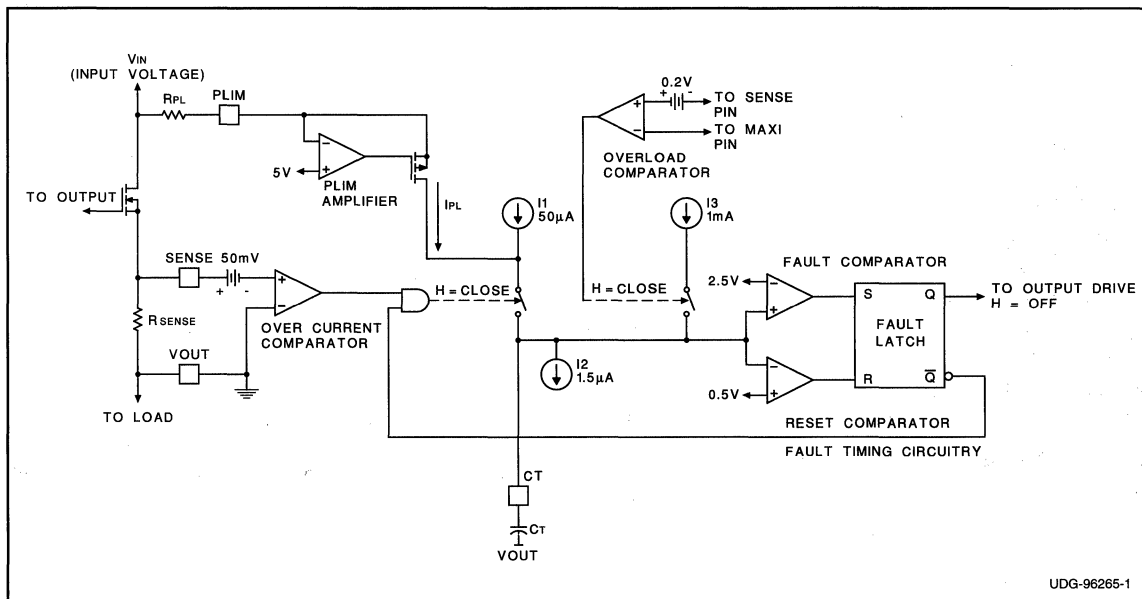 VIN
(INPUT VOLTAGE)
RPL
PLIM
5V
PLIM
AMPLIFIER
IPL
TO OUTPUT
SENSE 50mV
+ -
RSENSE
VOUT
TO LOAD
OVER CURRENT
COMPARATOR
H = CLOSE
I1
50µA
0.2V
+ -
TO SENSE
PIN
TO MAXI
PIN
OVERLOAD
COMPARATOR
I3
1mA
H = CLOSE
I2
1.5µA
FAULT COMPARATOR
2.5V
S Q
FAULT
LATCH
R Q̅
TO OUTPUT DRIVE
H = OFF
0.5V
RESET COMPARATOR
FAULT TIMING CIRCUITRY
CT
CT
VOUT
UDG-96265-1